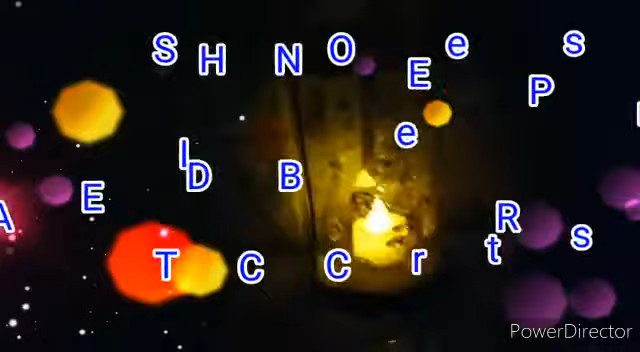 S H N O E e P s
A E I D B e R s
T C C r t
PowerDirector